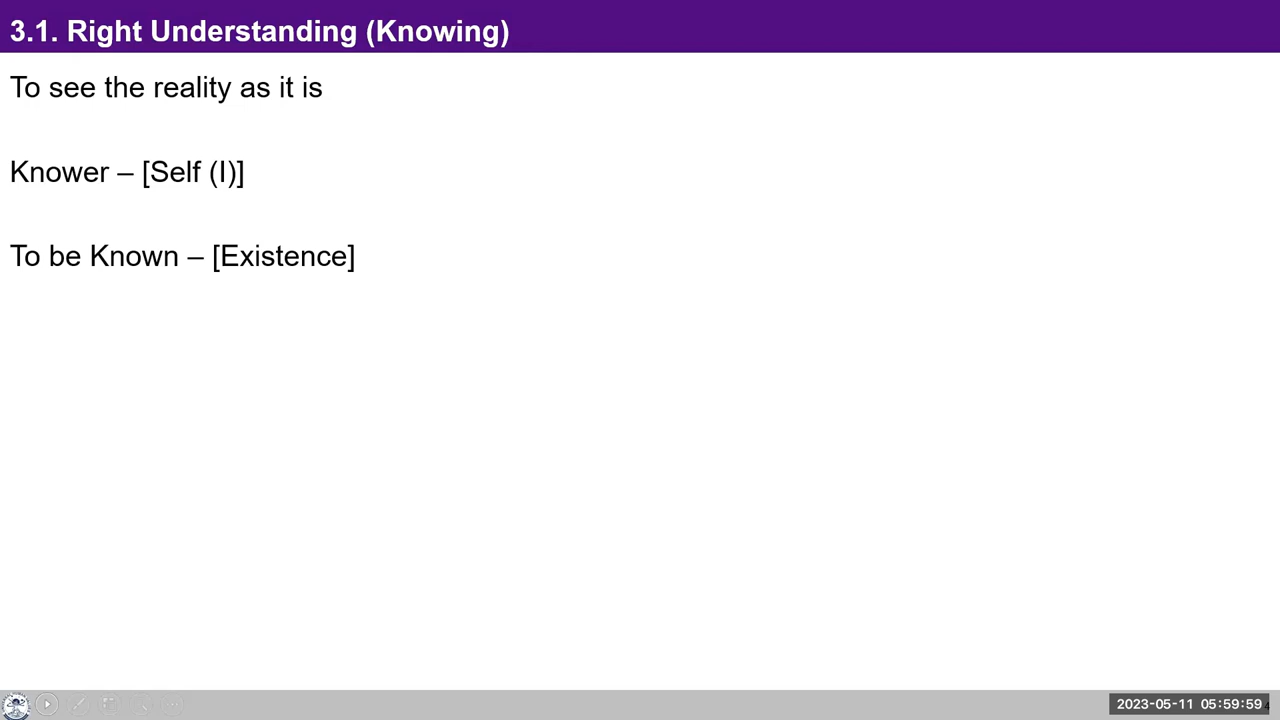 3.1. Right Understanding (Knowing)
To see the reality as it is
Knower – [Self (I)]
To be Known – [Existence]
2023-05-11 05:59:59